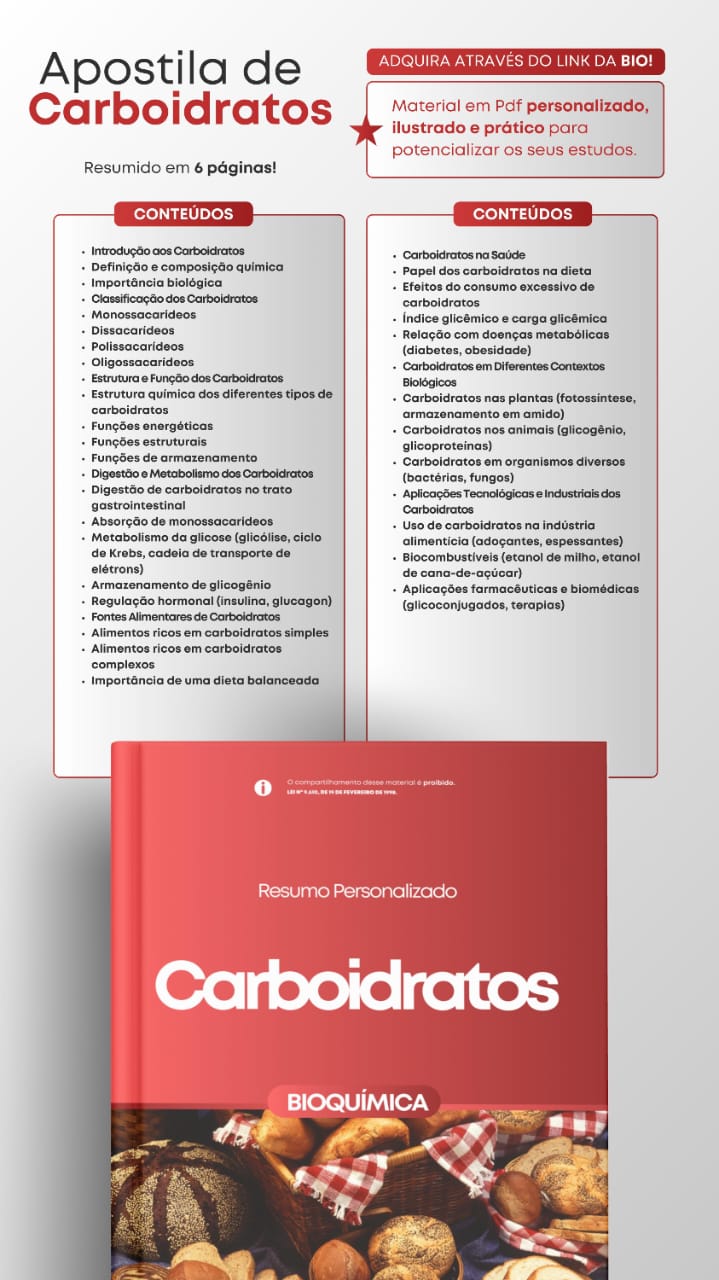 Apostila de
Carboidratos
Resumido em 6 páginas!
ADQUIRA ATRAVÉS DO LINK DA BIO!
Material em Pdf personalizado,
ilustrado e prático para
potencializar os seus estudos.
CONTEÚDOS
• Introdução aos Carboidratos
• Definição e composição química
• Importância biológica
• Classificação dos Carboidratos
• Monossacarídeos
• Dissacarídeos
• Polissacarídeos
• Oligossacarídeos
• Estrutura e Função dos Carboidratos
• Estrutura química dos diferentes tipos de
carboidratos
• Funções energéticas
• Funções estruturais
• Funções de armazenamento
• Digestão e Metabolismo dos Carboidratos
• Digestão de carboidratos no trato
gastrointestinal
• Absorção de monossacarídeos
• Metabolismo da glicose (glicólise, ciclo
de Krebs, cadeia de transporte de
elétrons)
• Armazenamento de glicogênio
• Regulação hormonal (insulina, glucagon)
• Fontes Alimentares de Carboidratos
• Alimentos ricos em carboidratos simples
• Alimentos ricos em carboidratos
complexos
• Importância de uma dieta balanceada
CONTEÚDOS
• Carboidratos na Saúde
• Papel dos carboidratos na dieta
• Efeitos do consumo excessivo de
carboidratos
• Índice glicêmico e carga glicêmica
• Relação com doenças metabólicas
(diabetes, obesidade)
• Carboidratos em Diferentes Contextos
Biológicos
• Carboidratos nas plantas (fotossíntese,
armazenamento em amido)
• Carboidratos nos animais (glicogênio,
glicoproteínas)
• Carboidratos em organismos diversos
(bactérias, fungos)
• Aplicações Tecnológicas e Industriais dos
Carboidratos
• Uso de carboidratos na indústria
alimentícia (adoçantes, espessantes)
• Biocombustíveis (etanol de milho, etanol
de cana-de-açúcar)
• Aplicações farmacêuticas e biomédicas
(glicoconjugados, terapias)
O compartilhamento desse material é proibido.
LEI Nº 9.610, DE 19 DE FEVEREIRO DE 1998.
Resumo Personalizado
Carboidratos
BIOQUÍMICA